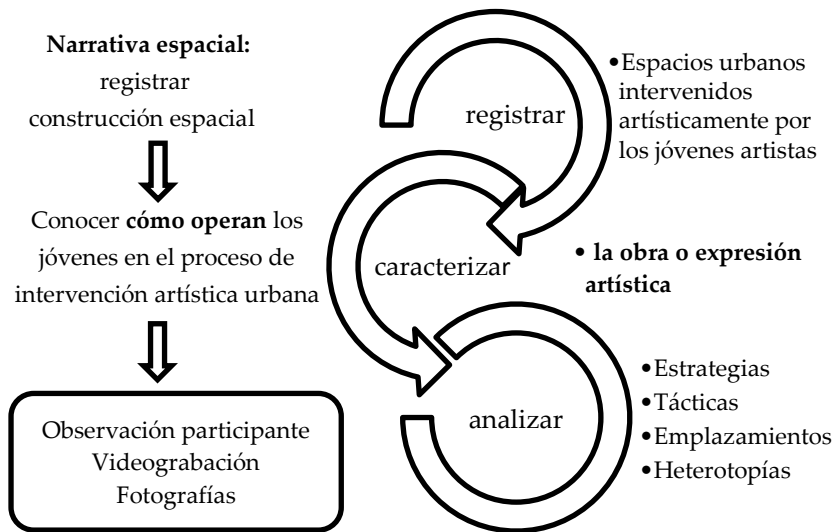 Narrativa espacial:
registrar
construcción espacial
Conocer cómo operan los
jóvenes en el proceso de
intervención artística urbana
Observación participante
Videograbación
Fotografías
registrar
•Espacios urbanos
intervenidos
artísticamente por
los jóvenes artistas
caracterizar
• la obra o expresión
artística
analizar
•Estrategias
•Tácticas
•Emplazamientos
•Heterotopías